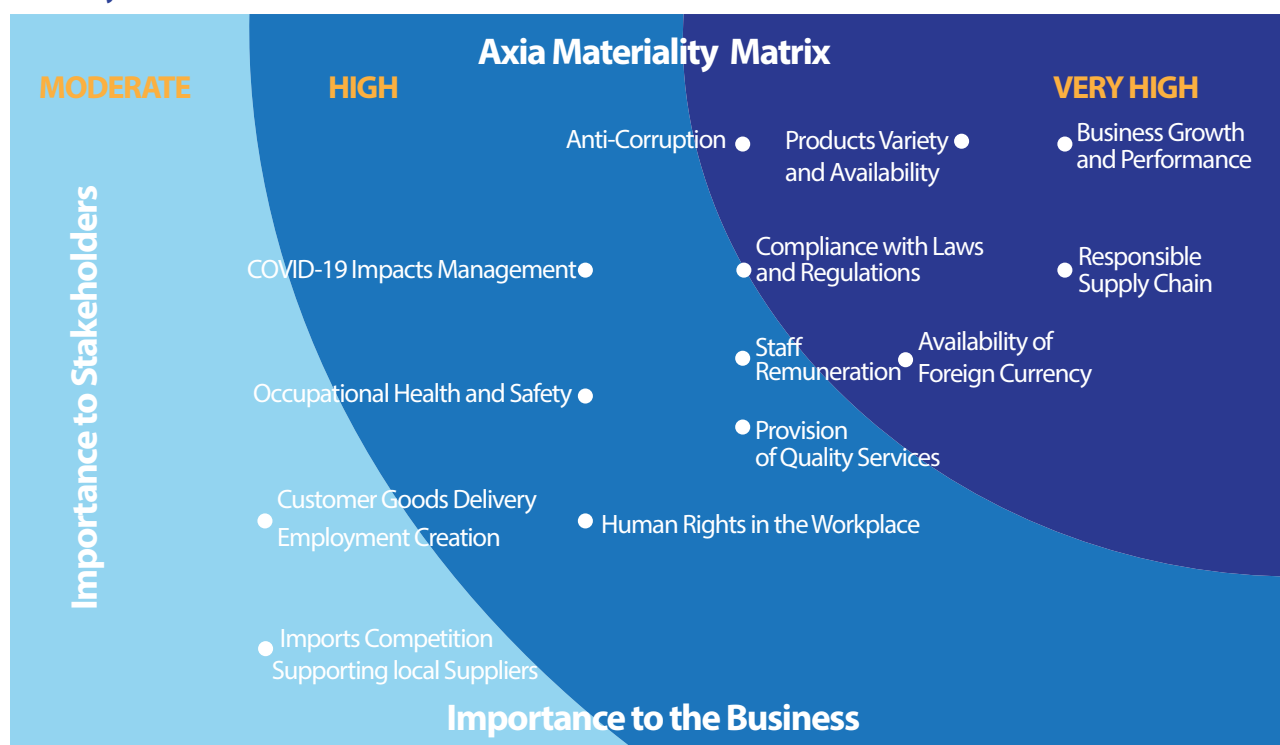 Axia Materiality Matrix
MODERATE
HIGH
VERY HIGH
Anti-Corruption
Products Variety
and Availability
Business Growth
and Performance
COVID-19 Impacts Management
Compliance with Laws
and Regulations
Responsible
Supply Chain
Staff
Remuneration
Availability of
Foreign Currency
Occupational Health and Safety
Provision
of Quality Services
Customer Goods Delivery
Employment Creation
Human Rights in the Workplace
Imports Competition
Supporting local Suppliers
Importance to Stakeholders
Importance to the Business